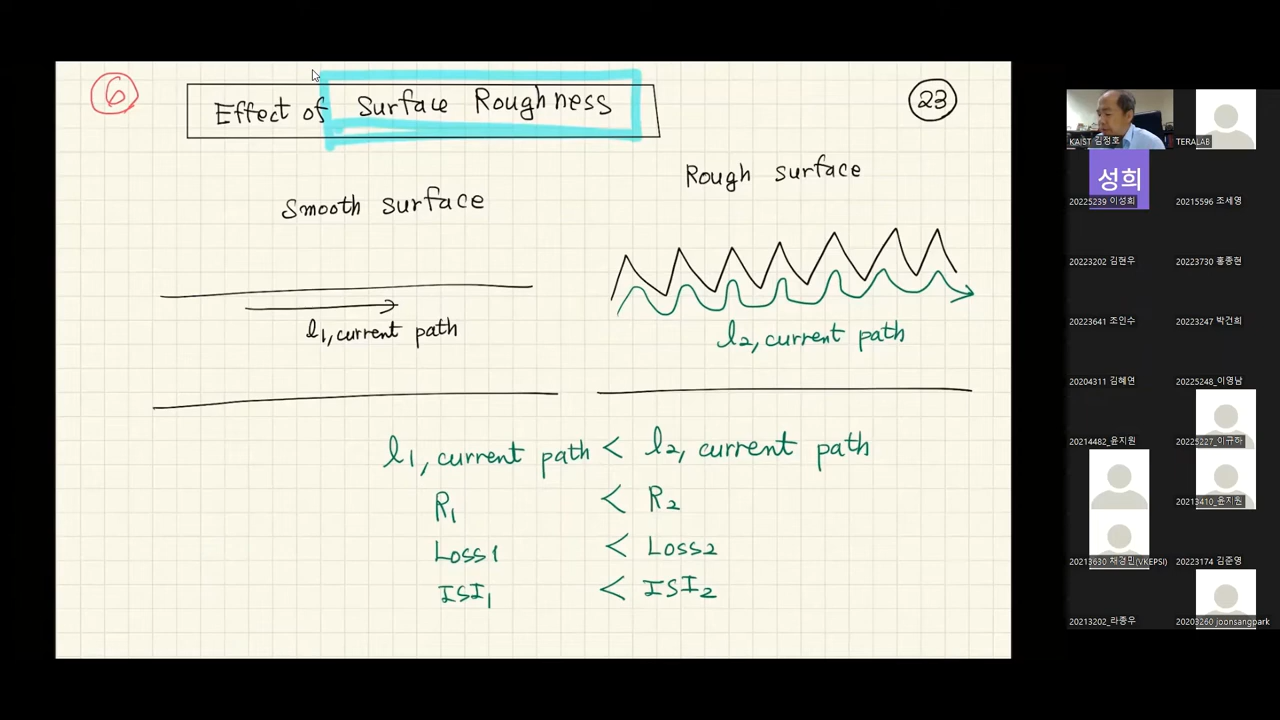 6
Effect of Surface Roughness
23
Smooth surface
Rough surface
l1, current path
l2, current path
l1, current path < l2, current path
R1 < R2
Loss1 < Loss2
ISI1 < ISI2
KAIST 김정호
TERALAB
성희
20225239 이성희
20215596 조세영
20223202 김현우
20223730 홍종현
20223641 조인수
20223247 박건희
20204311 김혜연
20225248_이영남
20214482_윤지원
20225227_이규하
20213410_윤지원
20213630 채경민(VKEPSI)
20223174 김준영
20213202_라종우
20203260 joonsangpark